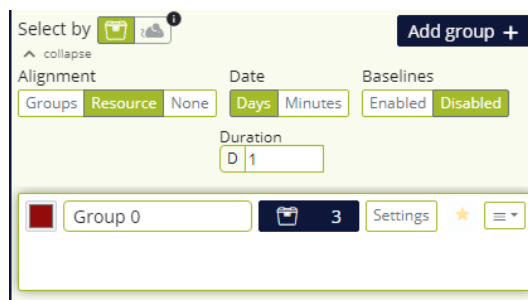 Select by i Add group +
collapse
Alignment Date Baselines
Groups Resource None Days Minutes Enabled Disabled
Duration
D 1
Group 0 3 Settings